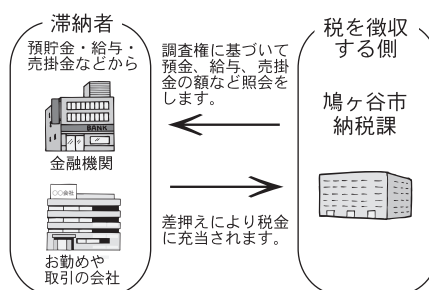 滞納者
預貯金・給与・
売掛金などから
BANK
金融機関
○○会社
お勤めや
取引の会社
調査権に基づいて
預金、給与、売掛
金の額など照会を
します。
差押えにより税金
に充当されます。
税を徴収
する側
鳩ヶ谷市
納税課